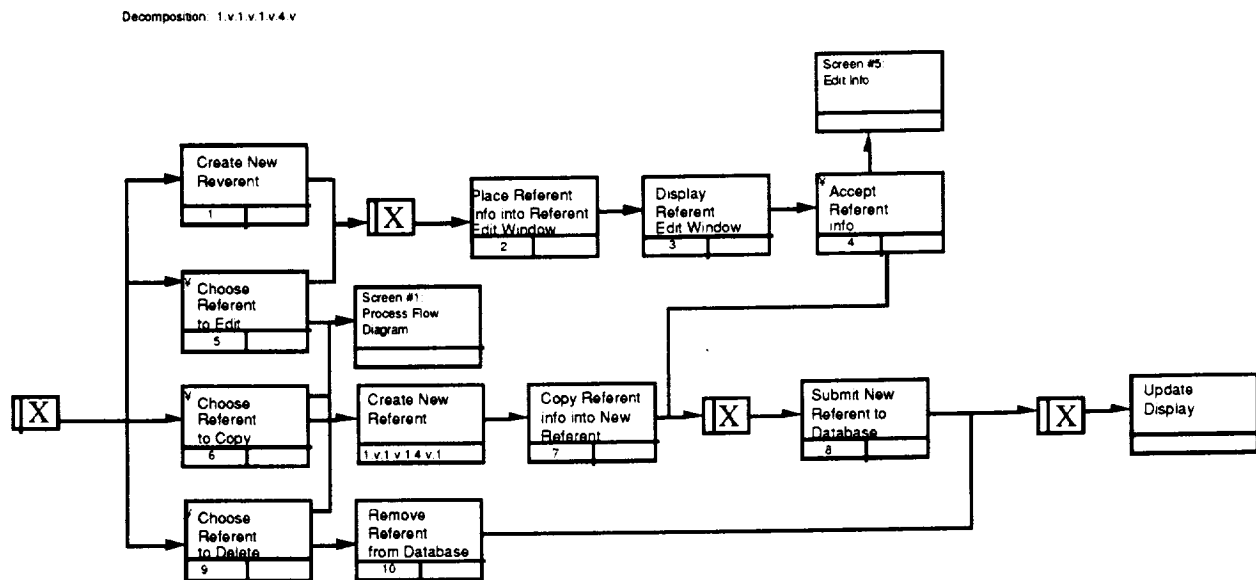 Decomposition: 1.v.1.v.1.v.4.v
Screen #5:
Edit Info
Create New
Reverent
1
Place Referent
info into Referent
Edit Window
2
Display
Referent
Edit Window
3
Accept
Referent
info
4
X
Choose
Referent
to Edit
5
Screen #1:
Process Flow
Diagram
X
Choose
Referent
to Copy
6
Create New
Referent
1.v.1 v 1 4 v.1
Copy Referent
info into New
Referent
7
X
Submit New
Referent to
Database
8
X
Update
Display
Choose
Referent
to Delete
9
Remove
Referent
from Database
10